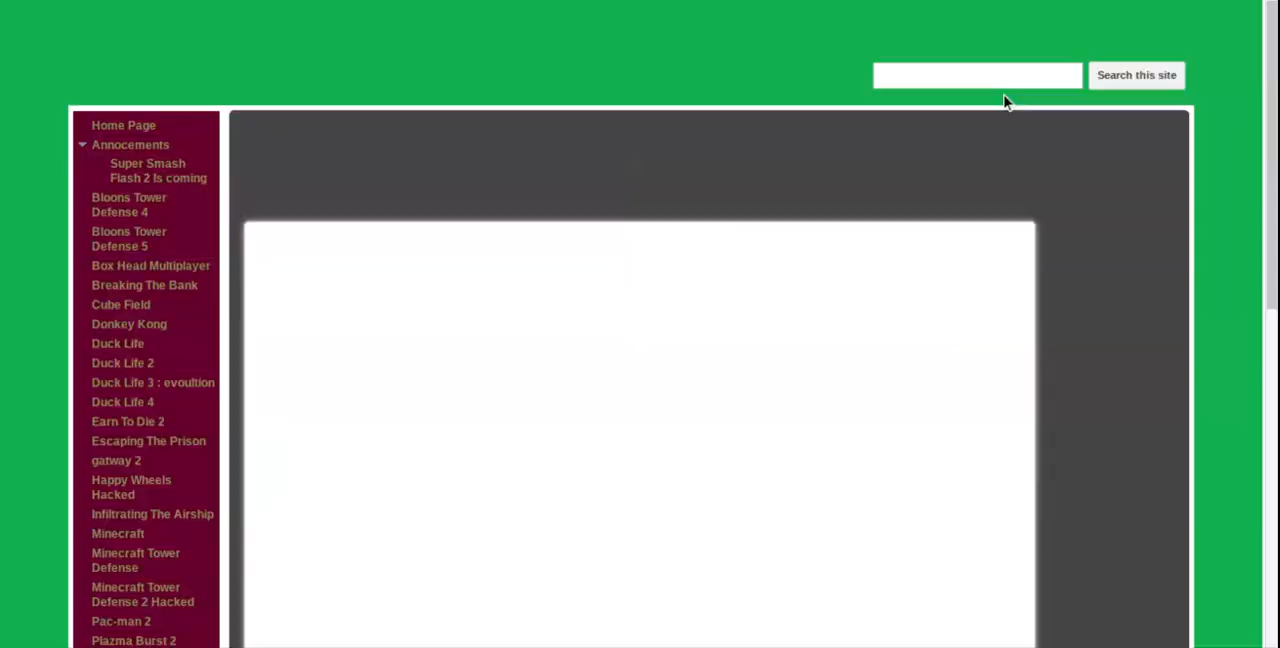 Search this site
Home Page
Annocements
Super Smash
Flash 2 Is coming
Bloons Tower
Defense 4
Bloons Tower
Defense 5
Box Head Multiplayer
Breaking The Bank
Cube Field
Donkey Kong
Duck Life
Duck Life 2
Duck Life 3 : evoultion
Duck Life 4
Earn To Die 2
Escaping The Prison
gatway 2
Happy Wheels
Hacked
Infiltrating The Airship
Minecraft
Minecraft Tower
Defense
Minecraft Tower
Defense 2 Hacked
Pac-man 2
Plazma Burst 2